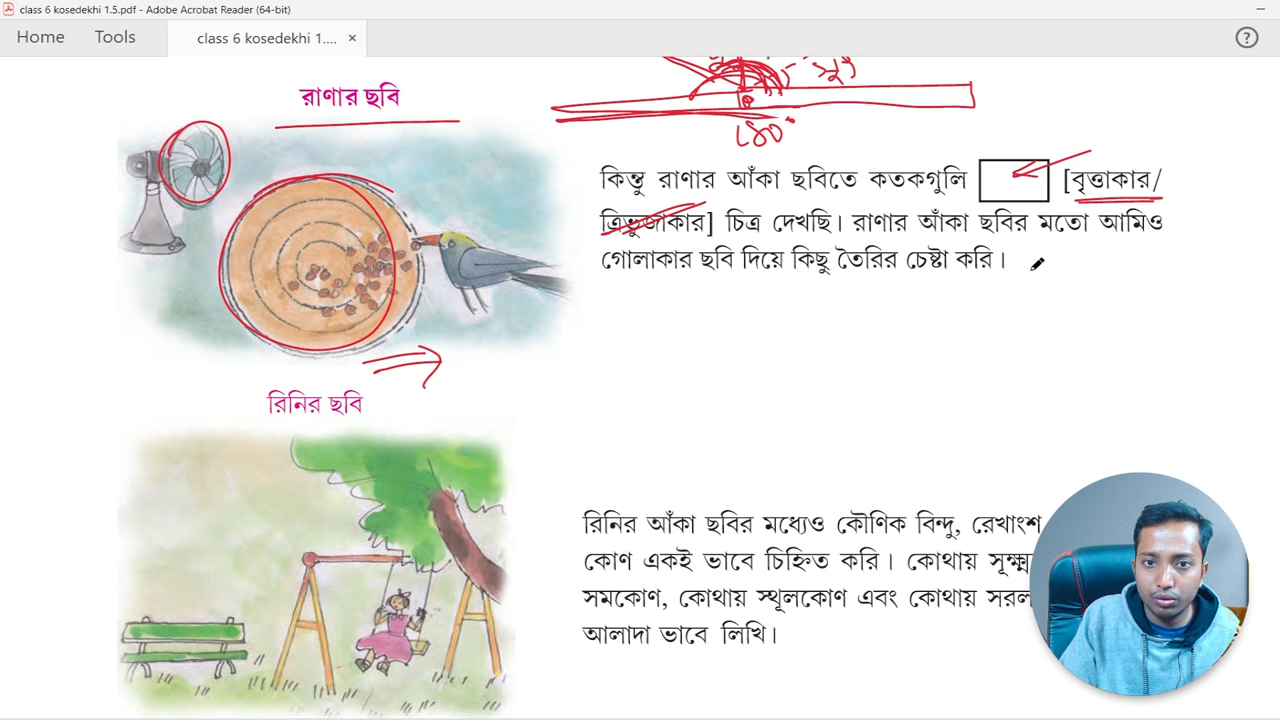 class 6 kosedekhi 1.5.pdf - Adobe Acrobat Reader (64-bit)
Home Tools class 6 kosedekhi 1.... ×
রাণার ছবি
১৪০°
কিন্তু রাণার আঁকা ছবিতে কতকগুলি [বৃত্তাকার/
ত্রিভুজাকার] চিত্র দেখছি। রাণার আঁকা ছবির মতো আমিও
গোলাকার ছবি দিয়ে কিছু তৈরির চেষ্টা করি।
রিনির ছবি
রিনির আঁকা ছবির মধ্যেও কৌণিক বিন্দু, রেখাংশ
কোণ একই ভাবে চিহ্নিত করি। কোথায় সূক্ষ্ম
সমকোণ, কোথায় স্থূলকোণ এবং কোথায় সরল
আলাদা ভাবে লিখি।